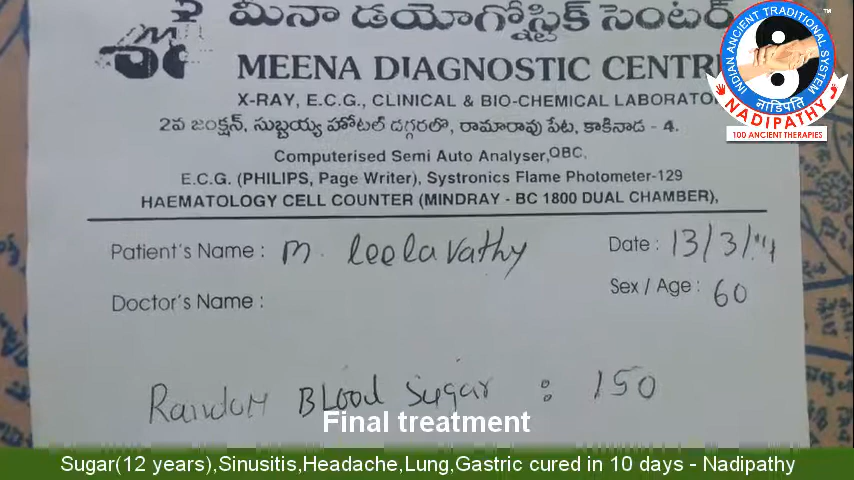 మీనా డయోగ్నోస్టిక్ సెంటర్
MEENA DIAGNOSTIC CENTR
X-RAY, E.C.G., CLINICAL & BIO-CHEMICAL LABORATO
2వ జంక్షన్, సుబ్బయ్య హోటల్ దగ్గరలో, రామారావు పేట, కాకినాడ - 4.
Computerised Semi Auto Analyser,QBC,
E.C.G. (PHILIPS, Page Writer), Systronics Flame Photometer-129
HAEMATOLOGY CELL COUNTER (MINDRAY - BC 1800 DUAL CHAMBER),
INDIAN ANCIENT TRADITIONAL SYSTEM
TM
नाडिपति
NADIPATHY
100 ANCIENT THERAPIES
Patient's Name : M. leelavathy
Date : 13/3/
Doctor's Name :
Sex / Age : 60
Random Blood Sugar : 150
Final treatment
Sugar(12 years),Sinusitis,Headache,Lung,Gastric cured in 10 days - Nadipathy